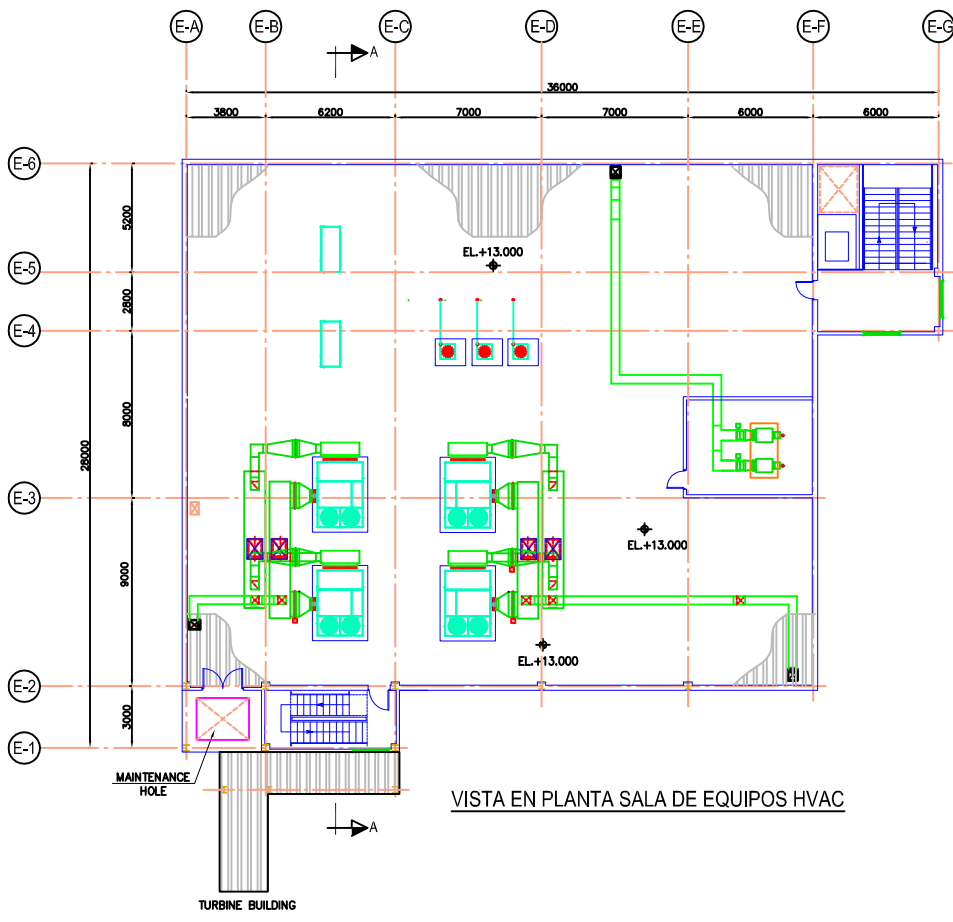 E-A
E-B
E-C
E-D
E-E
E-F
E-G
A
36000
3800
6200
7000
7000
6000
6000
E-6
5200
EL.+13.000
E-5
2800
E-4
28000
8000
E-3
EL.+13.000
9000
EL.+13.000
E-2
3000
E-1
MAINTENANCE
HOLE
VISTA EN PLANTA SALA DE EQUIPOS HVAC
A
TURBINE BUILDING